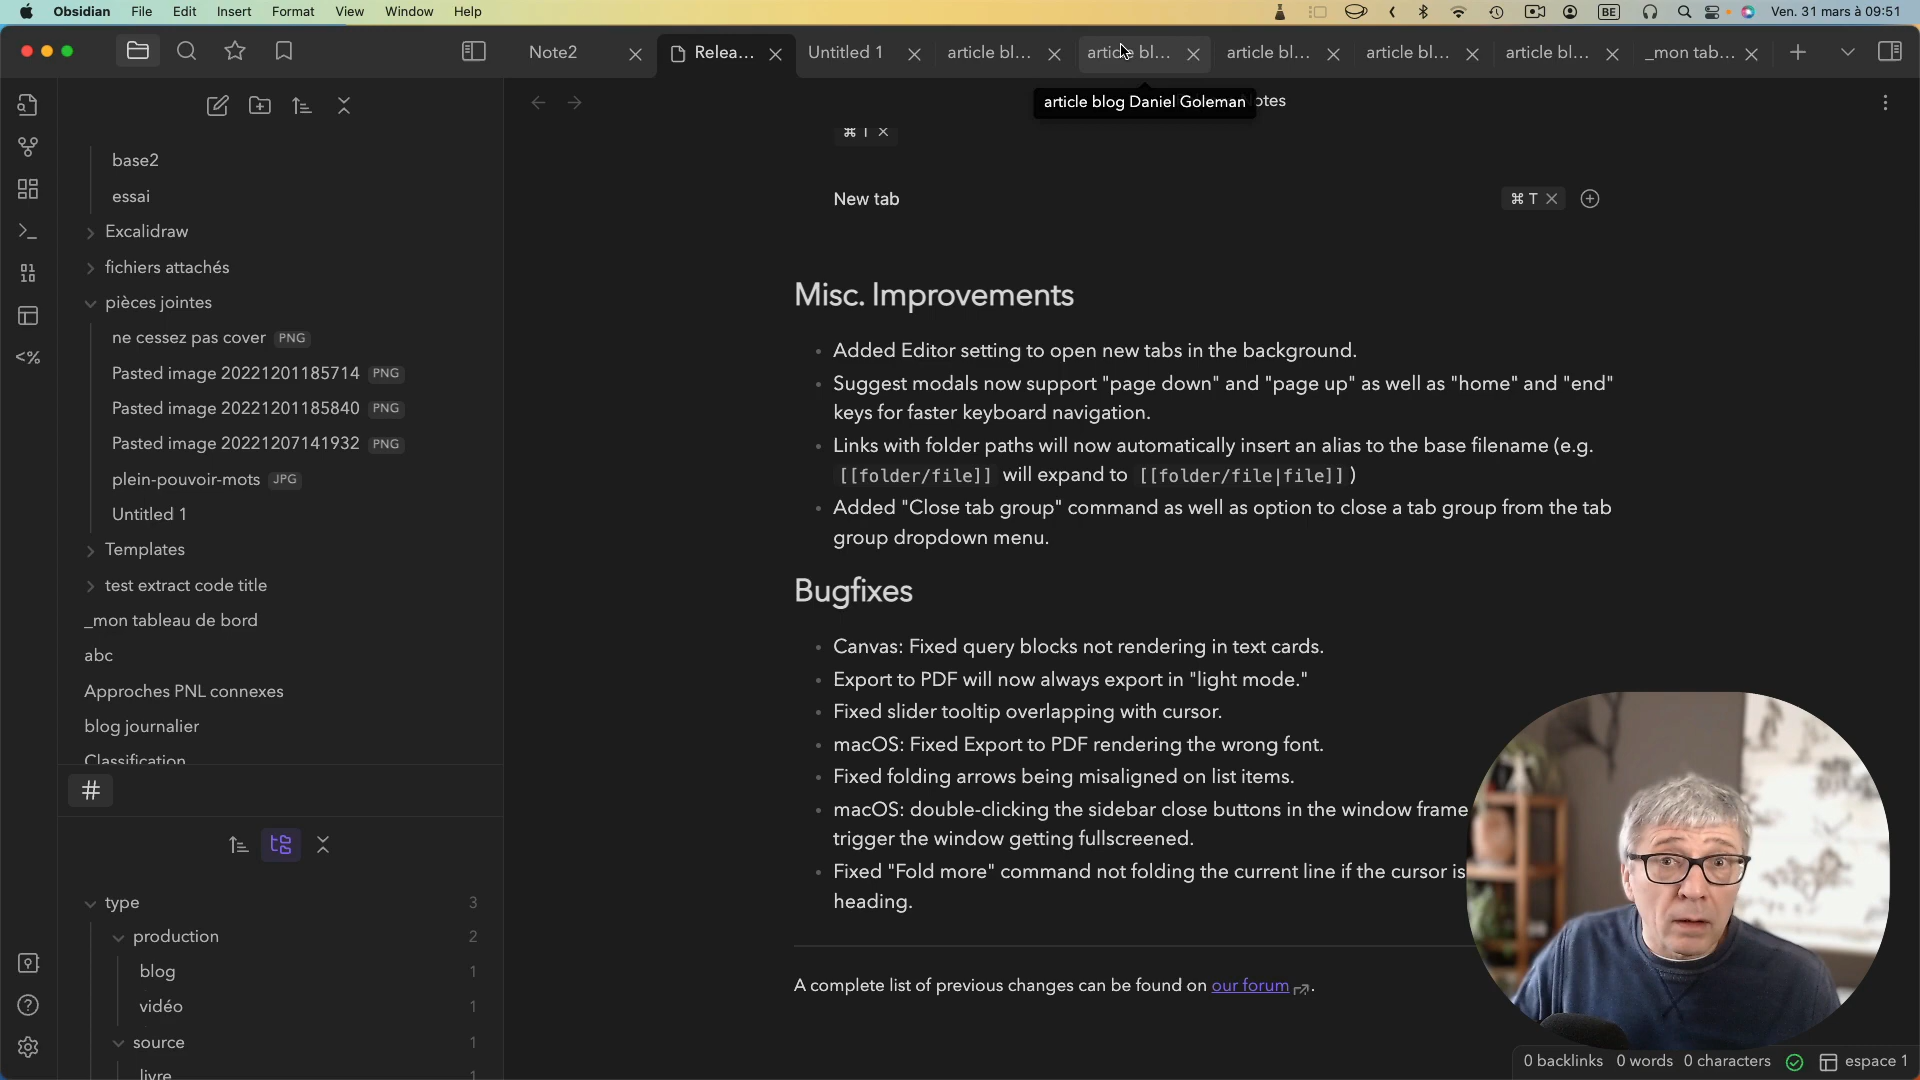 Obsidian File Edit Insert Format View Window Help BE Ven. 31 mars à 09:51
Note2 Relea... Untitled 1 article bl... article bl... article bl... article bl... article bl... _mon tab...
article blog Daniel Goleman otes
New tab ⌘ T
base2
essai
Excalidraw
fichiers attachés
pièces jointes
ne cessez pas cover PNG
Pasted image 20221201185714 PNG
Pasted image 20221201185840 PNG
Pasted image 20221207141932 PNG
plein-pouvoir-mots JPG
Untitled 1
Templates
test extract code title
_mon tableau de bord
abc
Approches PNL connexes
blog journalier
Classification
#
type 3
production 2
blog 1
vidéo 1
source 1
livre 1
Misc. Improvements
Added Editor setting to open new tabs in the background.
Suggest modals now support "page down" and "page up" as well as "home" and "end"
keys for faster keyboard navigation.
Links with folder paths will now automatically insert an alias to the base filename (e.g.
[[folder/file]] will expand to [[folder/file|file]] )
Added "Close tab group" command as well as option to close a tab group from the tab
group dropdown menu.
Bugfixes
Canvas: Fixed query blocks not rendering in text cards.
Export to PDF will now always export in "light mode."
Fixed slider tooltip overlapping with cursor.
macOS: Fixed Export to PDF rendering the wrong font.
Fixed folding arrows being misaligned on list items.
macOS: double-clicking the sidebar close buttons in the window frame
trigger the window getting fullscreened.
Fixed "Fold more" command not folding the current line if the cursor is
heading.
A complete list of previous changes can be found on our forum.
0 backlinks 0 words 0 characters espace 1